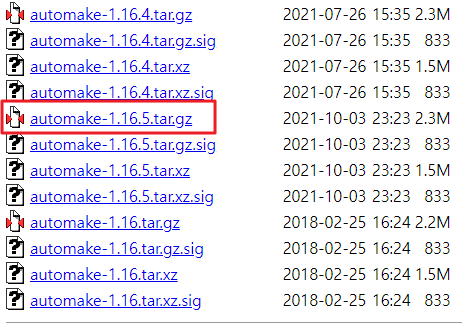 automake-1.16.4.tar.gz 2021-07-26 15:35 2.3M
automake-1.16.4.tar.gz.sig 2021-07-26 15:35 833
automake-1.16.4.tar.xz 2021-07-26 15:35 1.5M
automake-1.16.4.tar.xz.sig 2021-07-26 15:35 833
automake-1.16.5.tar.gz 2021-10-03 23:23 2.3M
automake-1.16.5.tar.gz.sig 2021-10-03 23:23 833
automake-1.16.5.tar.xz 2021-10-03 23:23 1.5M
automake-1.16.5.tar.xz.sig 2021-10-03 23:23 833
automake-1.16.tar.gz 2018-02-25 16:24 2.2M
automake-1.16.tar.gz.sig 2018-02-25 16:24 833
automake-1.16.tar.xz 2018-02-25 16:24 1.5M
automake-1.16.tar.xz.sig 2018-02-25 16:24 833